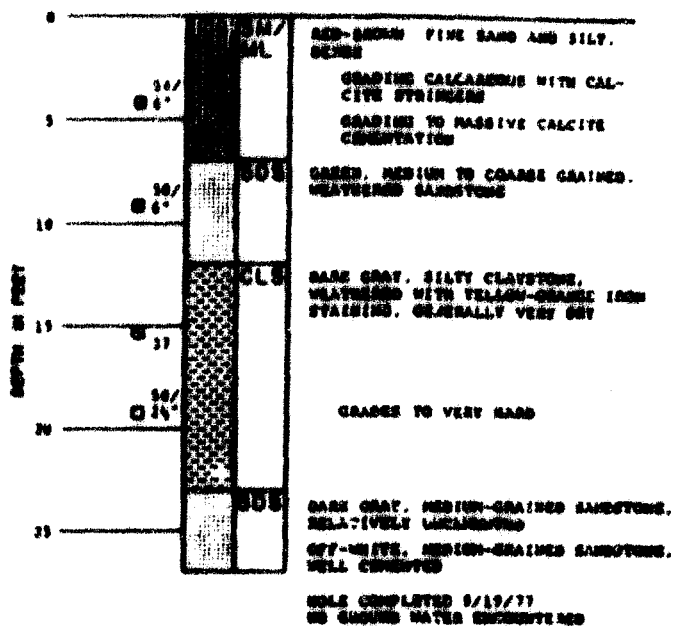 0
SM/
ML
RED-BROWN FINE SAND AND SILT,
DENSE
GRADING CALCAREOUS WITH CAL-
CITE STRINGERS
50/
6"
5
GRADING TO MASSIVE CALCITE
CEMENTATION
SDS
GREEN, MEDIUM TO COARSE GRAINED,
WEATHERED SANDSTONE
50/
6"
10
CLS
DARK GRAY, SILTY CLAYSTONE,
WEATHERED WITH YELLOW-ORANGE IRON
STAINING, GENERALLY VERY DRY
DEPTH IN FEET
15
37
50/
GRADES TO VERY HARD
20
SDS
DARK GRAY, MEDIUM-GRAINED SANDSTONE,
RELATIVELY UNCEMENTED
25
OFF-WHITE, MEDIUM-GRAINED SANDSTONE,
WELL CEMENTED
HOLE COMPLETED 5/19/77
NO GROUND WATER ENCOUNTERED